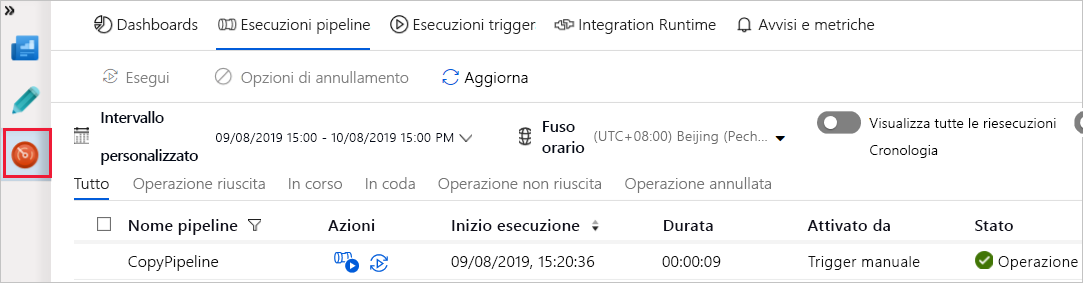 Dashboards Esecuzioni pipeline Esecuzioni trigger Integration Runtime Avvisi e metriche
Esegui Opzioni di annullamento Aggiorna
Intervallo personalizzato 09/08/2019 15:00 - 10/08/2019 15:00 PM Fuso orario (UTC+08:00) Beijing (Pech... Visualizza tutte le riesecuzioni
Cronologia
Tutto Operazione riuscita In corso In coda Operazione non riuscita Operazione annullata
Nome pipeline Azioni Inizio esecuzione Durata Attivato da Stato
CopyPipeline 09/08/2019, 15:20:36 00:00:09 Trigger manuale Operazione